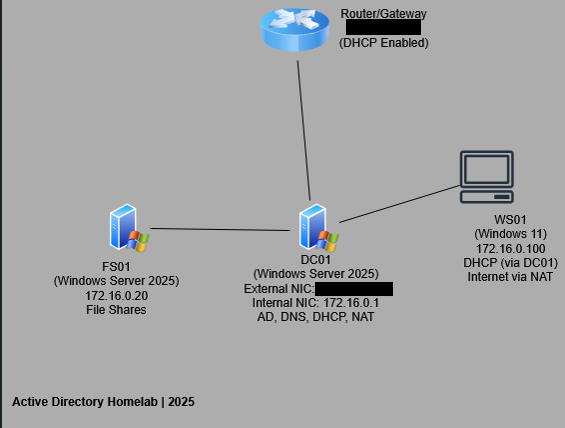 Router/Gateway
(DHCP Enabled)
WS01
(Windows 11)
172.16.0.100
DHCP (via DC01)
Internet via NAT
FS01
(Windows Server 2025)
172.16.0.20
File Shares
DC01
(Windows Server 2025)
External NIC:
Internal NIC: 172.16.0.1
AD, DNS, DHCP, NAT
Active Directory Homelab | 2025